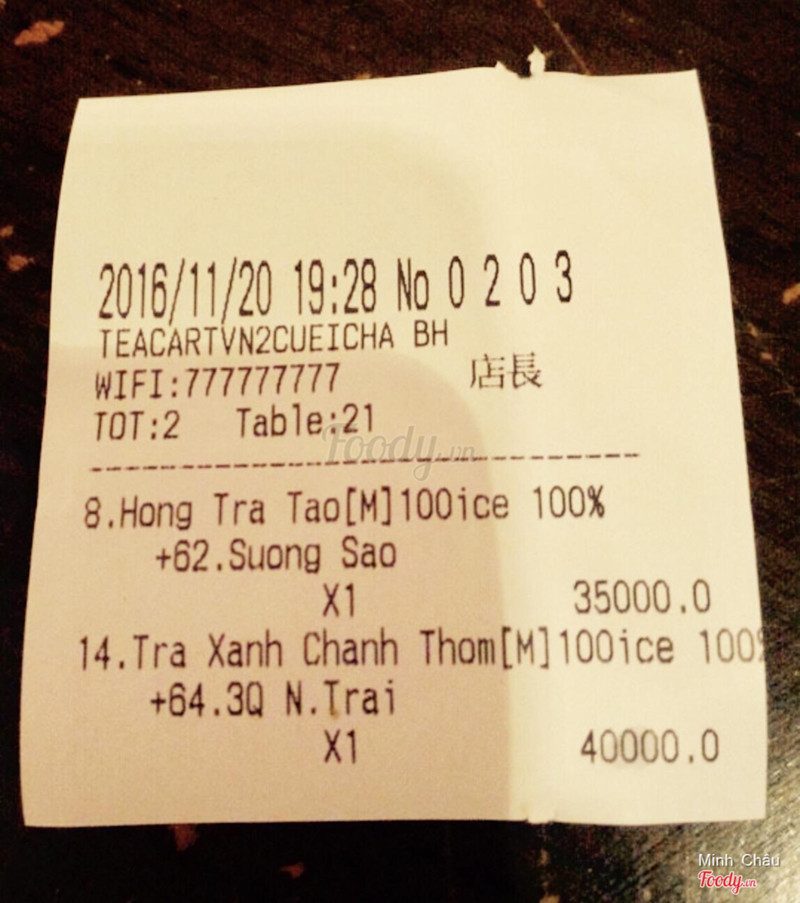 2016/11/20 19:28 No 0 2 0 3
TEACARTVN2CUEICHA BH
WIFI:777777777 店長
TOT:2 Table:21
Foody.vn
--------------------------------
8.Hong Tra Tao[M]100ice 100%
+62.Suong Sao
X1 35000.0
14.Tra Xanh Chanh Thom[M]100ice 100%
+64.3Q N.Trai
X1 40000.0
Minh Châu
Foody.vn